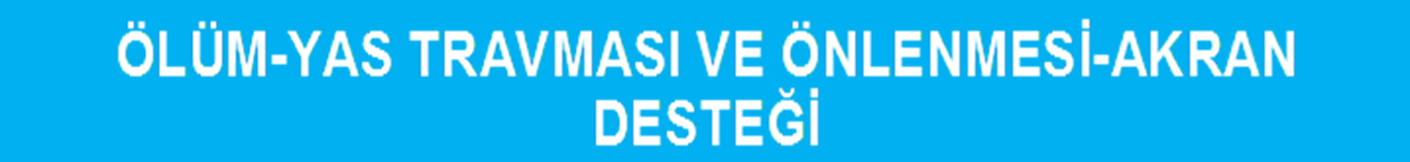 ÖLÜM-YAS TRAVMASI VE ÖNLENMESİ-AKRAN
DESTEĞİ